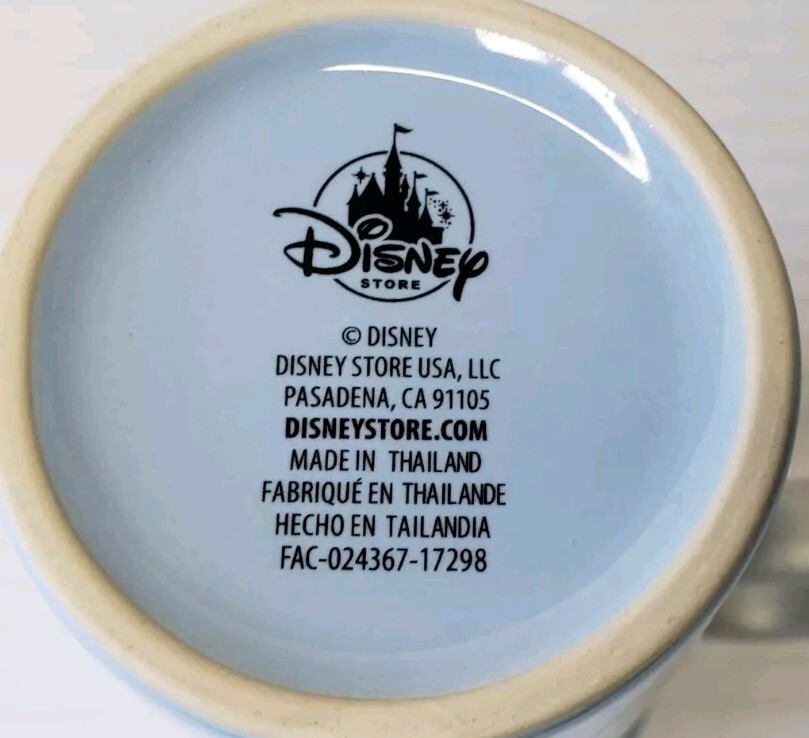 Disney
STORE
© DISNEY
DISNEY STORE USA, LLC
PASADENA, CA 91105
DISNEYSTORE.COM
MADE IN THAILAND
FABRIQUÉ EN THAILANDE
HECHO EN TAILANDIA
FAC-024367-17298